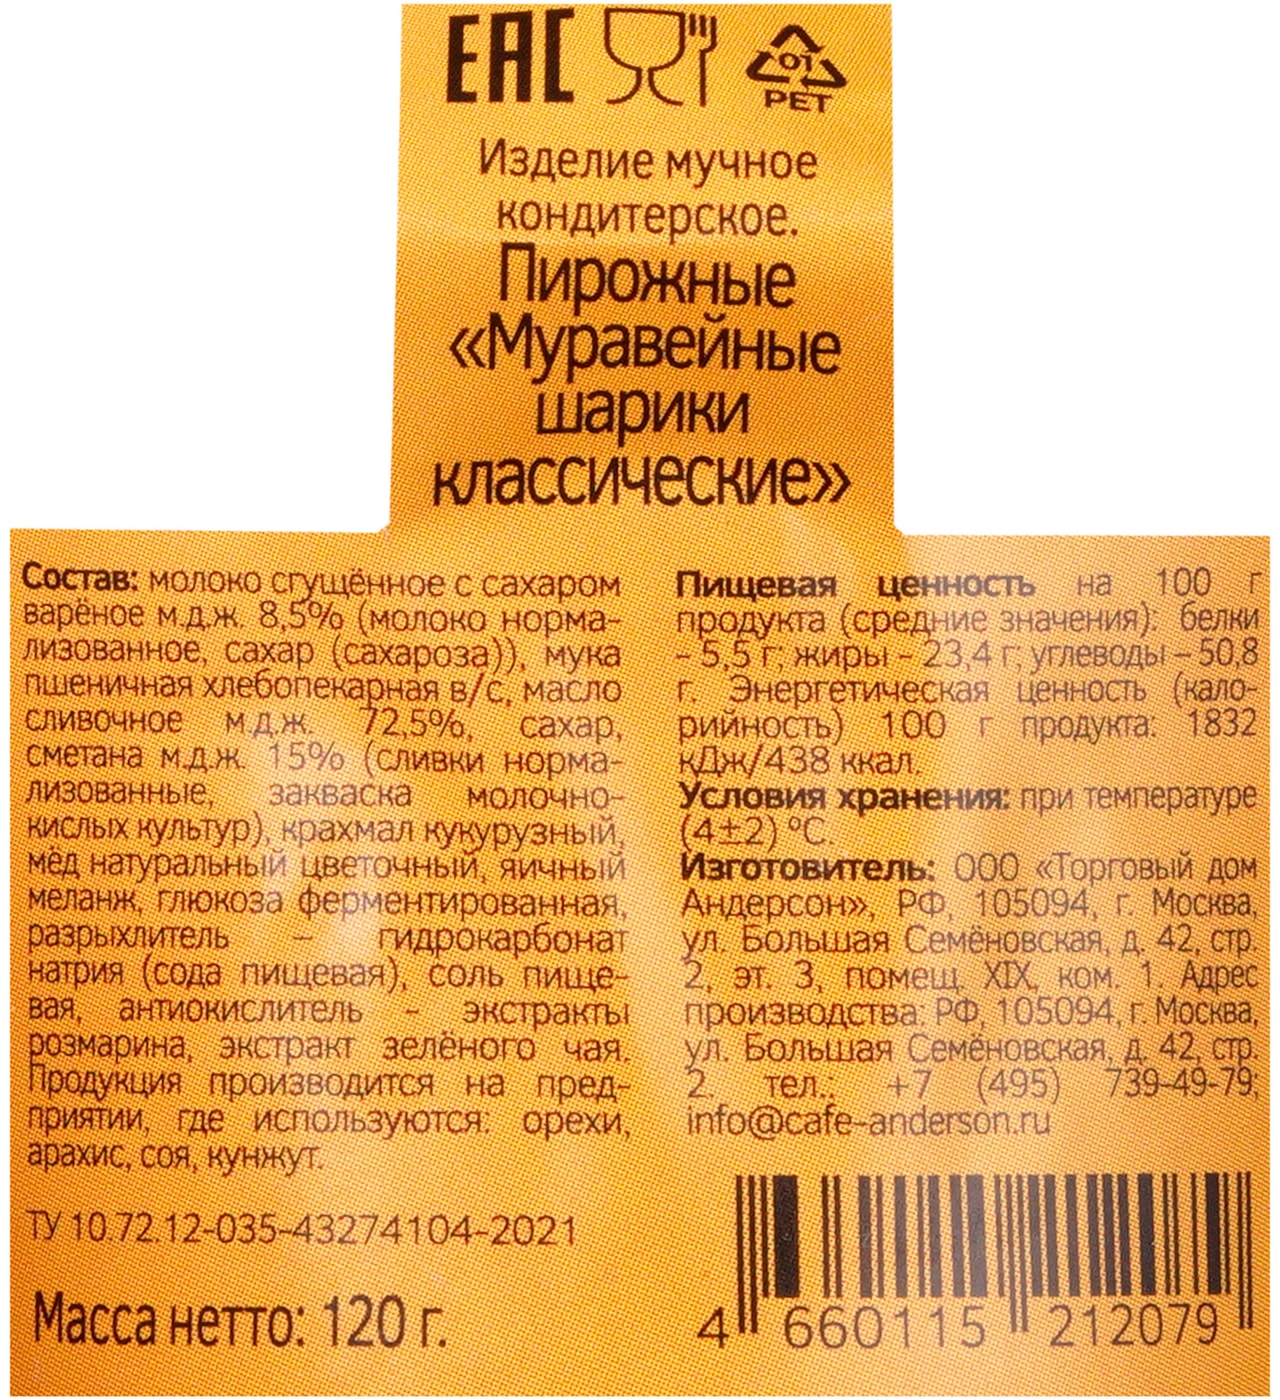 EAC
01
PET
Изделие мучное
кондитерское.
Пирожные
«Муравейные
шарики
классические»
Состав: молоко сгущённое с сахаром
варёное м.д.ж. 8,5% (молоко норма-
лизованное, сахар (сахароза)), мука
пшеничная хлебопекарная в/с, масло
сливочное м.д.ж. 72,5%, сахар,
сметана м.д.ж. 15% (сливки норма-
лизованные, закваска молочно-
кислых культур), крахмал кукурузный,
мёд натуральный цветочный, яичный
меланж, глюкоза ферментированная,
разрыхлитель – гидрокарбонат
натрия (сода пищевая), соль пище-
вая, антиокислитель - экстракты
розмарина, экстракт зелёного чая.
Продукция производится на пред-
приятии, где используются: орехи,
арахис, соя, кунжут.
ТУ 10.72.12-035-43274104-2021
Масса нетто: 120 г.
Пищевая ценность на 100 г
продукта (средние значения): белки
– 5,5 г; жиры – 23,4 г; углеводы – 50,8
г. Энергетическая ценность (кало-
рийность) 100 г продукта: 1832
кДж/438 ккал.
Условия хранения: при температуре
(4±2) °С.
Изготовитель: ООО «Торговый дом
Андерсон», РФ, 105094, г. Москва,
ул. Большая Семёновская, д. 42, стр.
2, эт. 3, помещ. XIX, ком. 1. Адрес
производства: РФ, 105094, г. Москва,
ул. Большая Семёновская, д. 42, стр.
2. тел.: +7 (495) 739-49-79;
info@cafe-anderson.ru
4 660115 212079